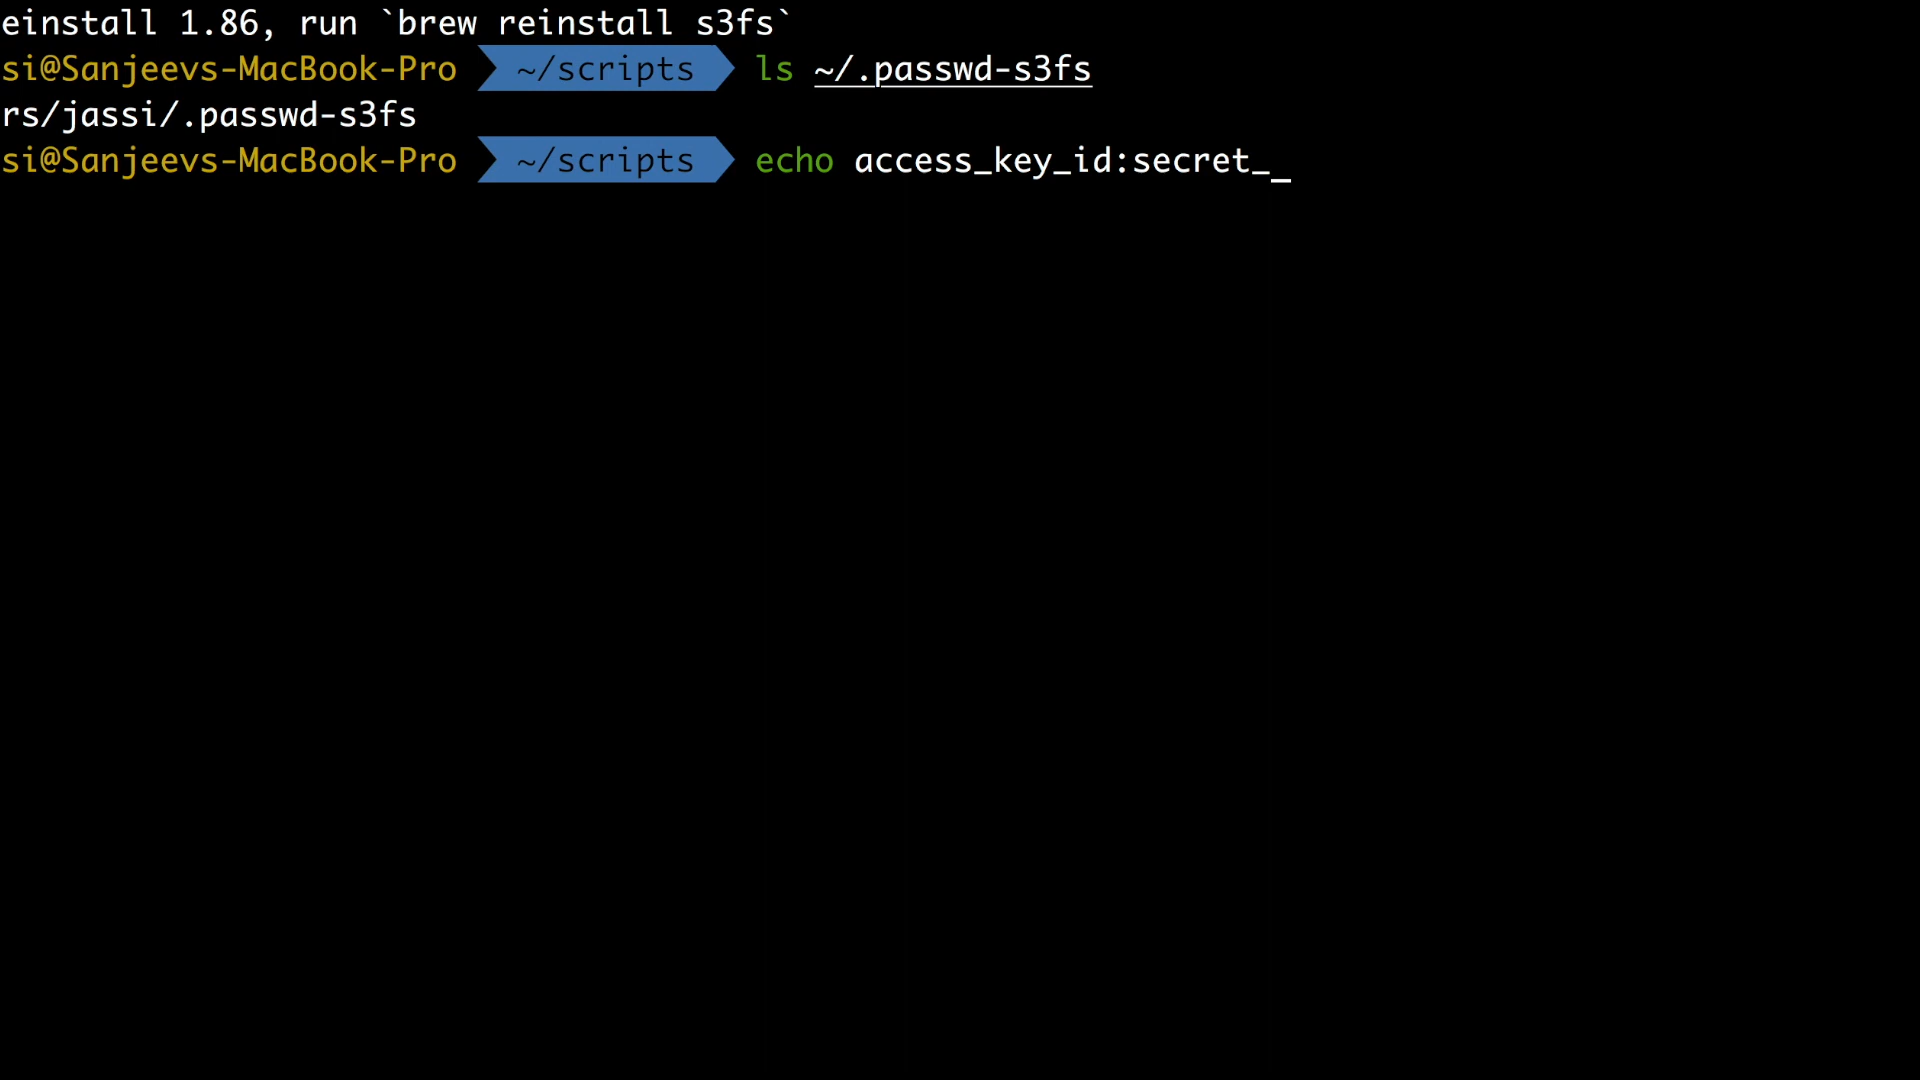 einstall 1.86, run `brew reinstall s3fs`
si@Sanjeevs-MacBook-Pro ~/scripts ls ~/.passwd-s3fs
rs/jassi/.passwd-s3fs
si@Sanjeevs-MacBook-Pro ~/scripts echo access_key_id:secret_